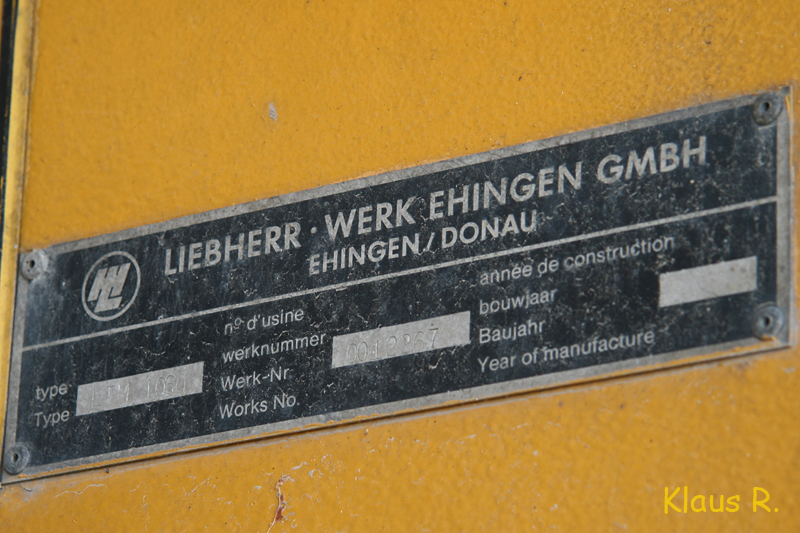 LIEBHERR · WERK EHINGEN GMBH
EHINGEN/DONAU
type
Type
nº d'usine
werknummer
Werk-Nr
Works No.
année de construction
bouwjaar
Baujahr
Year of manufacture
Klaus R.